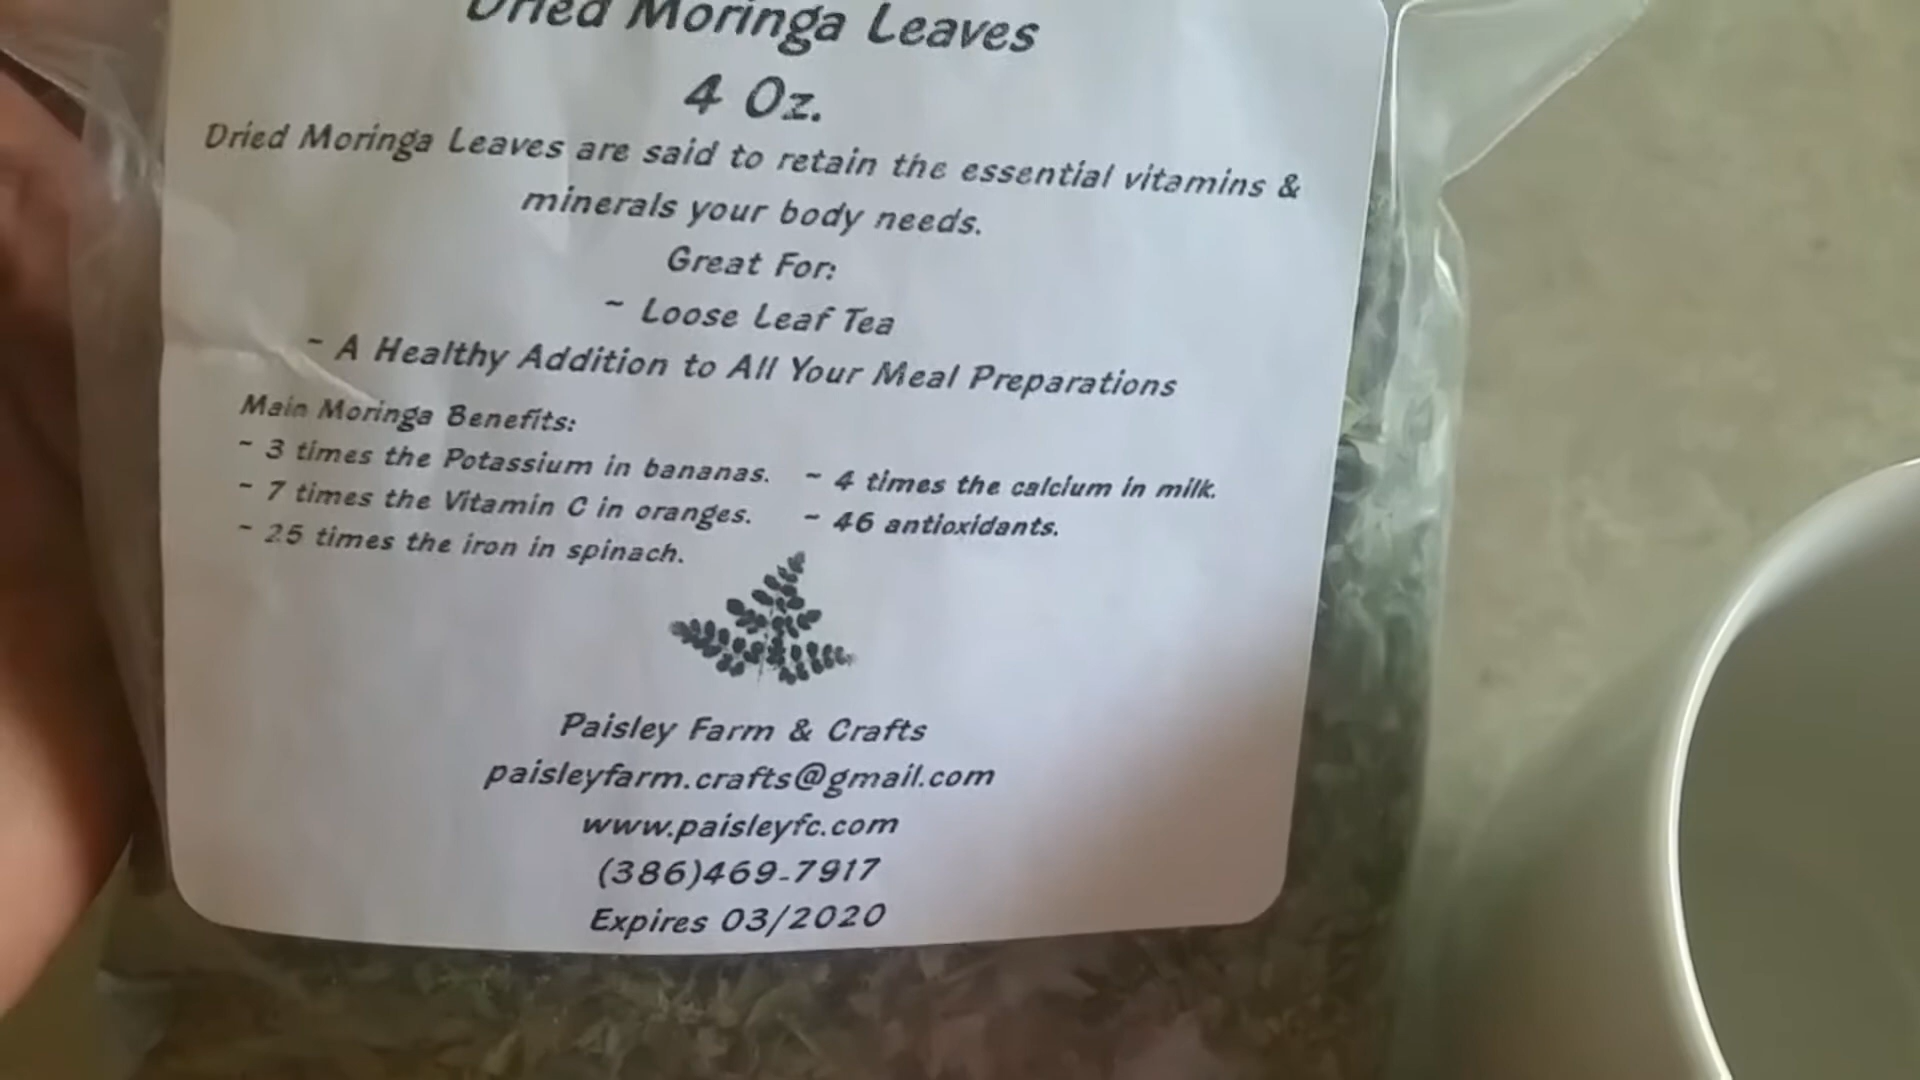 Dried Moringa Leaves
4 Oz.
Dried Moringa Leaves are said to retain the essential vitamins &
minerals your body needs.
Great For:
~ Loose Leaf Tea
~ A Healthy Addition to All Your Meal Preparations
Main Moringa Benefits:
~ 3 times the Potassium in bananas. ~ 4 times the calcium in milk.
~ 7 times the Vitamin C in oranges. ~ 46 antioxidants.
~ 25 times the iron in spinach.
Paisley Farm & Crafts
paisleyfarm.crafts@gmail.com
www.paisleyfc.com
(386)469-7917
Expires 03/2020